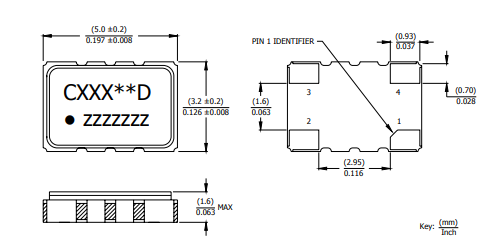 (5.0 ±0.2)
0.197 ±0.008
CXXX**D
● zzzzzzz
(3.2 ±0.2)
0.126 ±0.008
(1.6)
0.063 MAX
PIN 1 IDENTIFIER
(0.93)
0.037
3
4
(0.70)
0.028
(1.6)
0.063
2
1
(2.95)
0.116
Key: (mm)
Inch